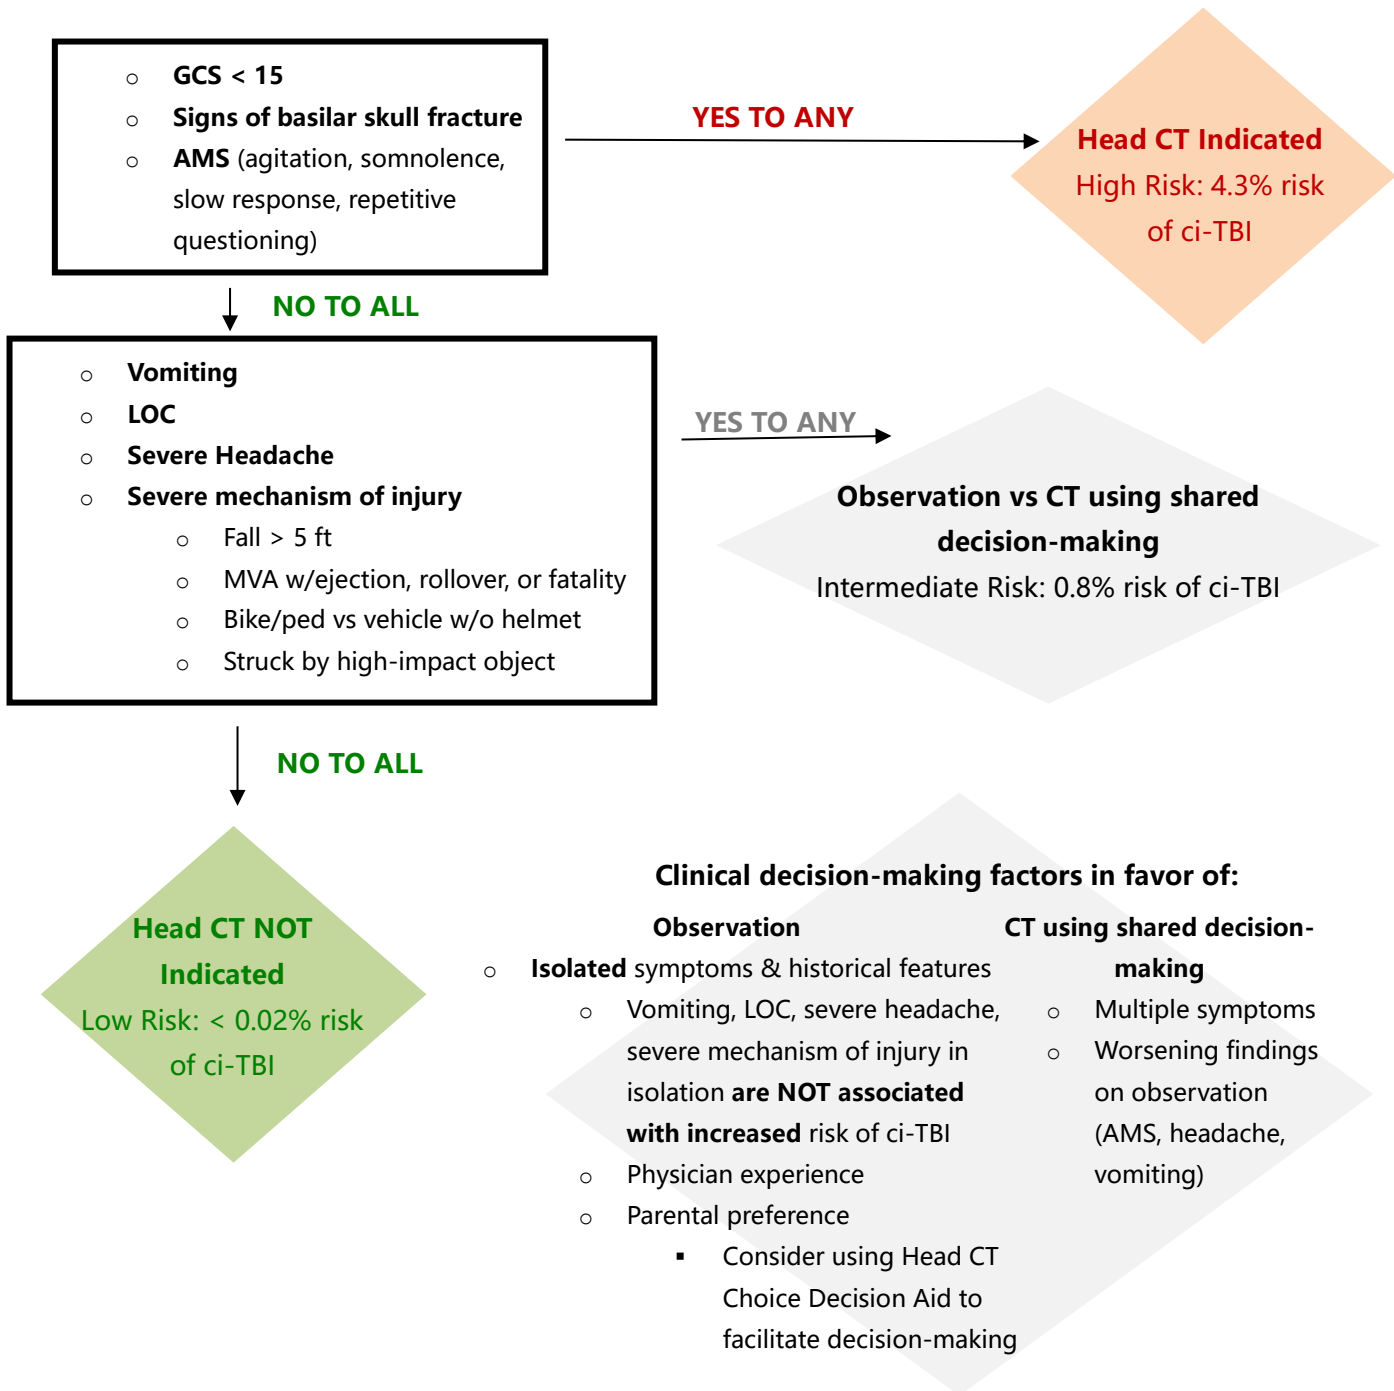 ○ GCS < 15
○ Signs of basilar skull fracture
○ AMS (agitation, somnolence,
slow response, repetitive
questioning)
YES TO ANY
Head CT Indicated
High Risk: 4.3% risk
of ci-TBI
NO TO ALL
○ Vomiting
○ LOC
○ Severe Headache
○ Severe mechanism of injury
○ Fall > 5 ft
○ MVA w/ejection, rollover, or fatality
○ Bike/ped vs vehicle w/o helmet
○ Struck by high-impact object
YES TO ANY
Observation vs CT using shared
decision-making
Intermediate Risk: 0.8% risk of ci-TBI
NO TO ALL
Head CT NOT
Indicated
Low Risk: < 0.02% risk
of ci-TBI
Clinical decision-making factors in favor of:
Observation
○ Isolated symptoms & historical features
○ Vomiting, LOC, severe headache,
severe mechanism of injury in
isolation are NOT associated
with increased risk of ci-TBI
○ Physician experience
○ Parental preference
▪ Consider using Head CT
Choice Decision Aid to
facilitate decision-making
CT using shared decision-
making
○ Multiple symptoms
○ Worsening findings
on observation
(AMS, headache,
vomiting)